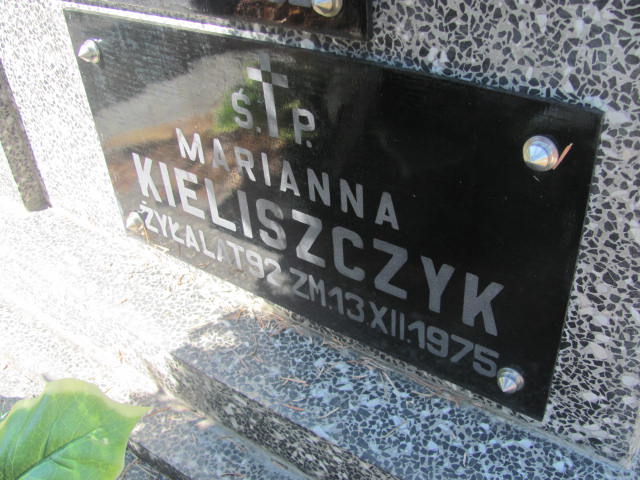 Ś.P.
MARIANNA
KIELISZCZYK
ŻYŁA LAT 92 ZM.13.XII.1975